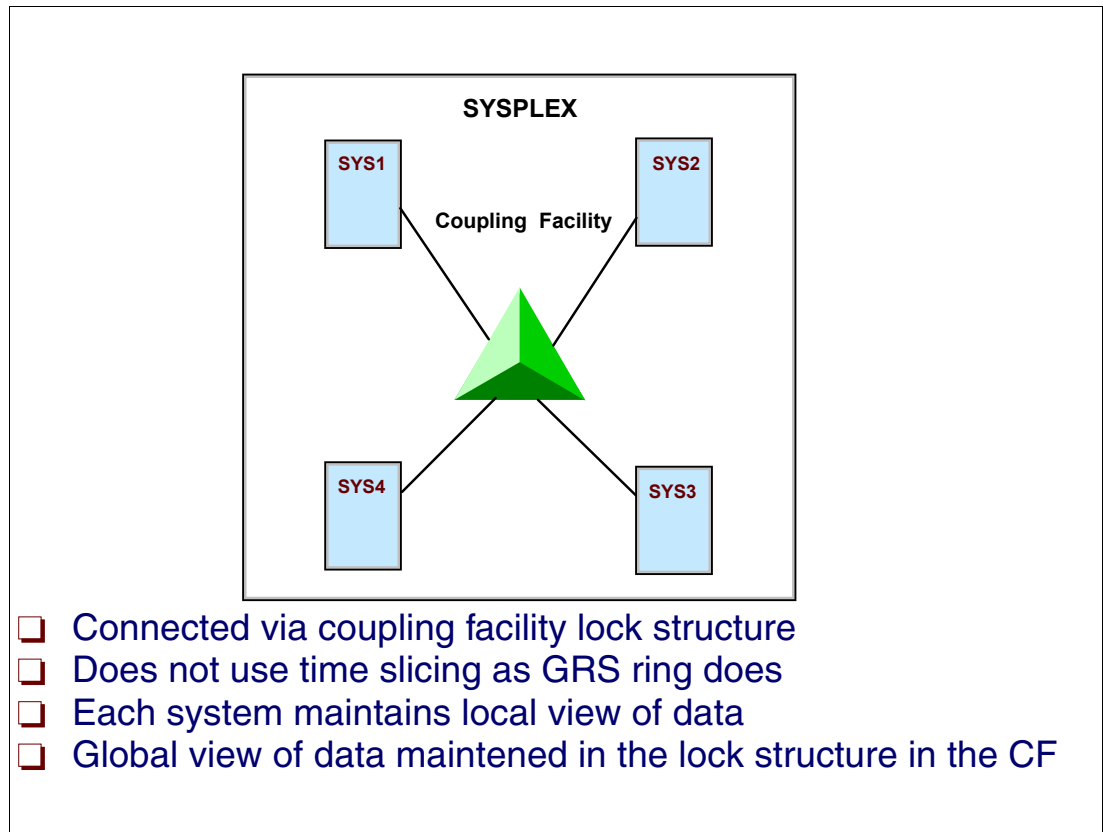 SYSPLEX
SYS1
SYS2
Coupling Facility
SYS4
SYS3
Connected via coupling facility lock structure
Does not use time slicing as GRS ring does
Each system maintains local view of data
Global view of data maintened in the lock structure in the CF